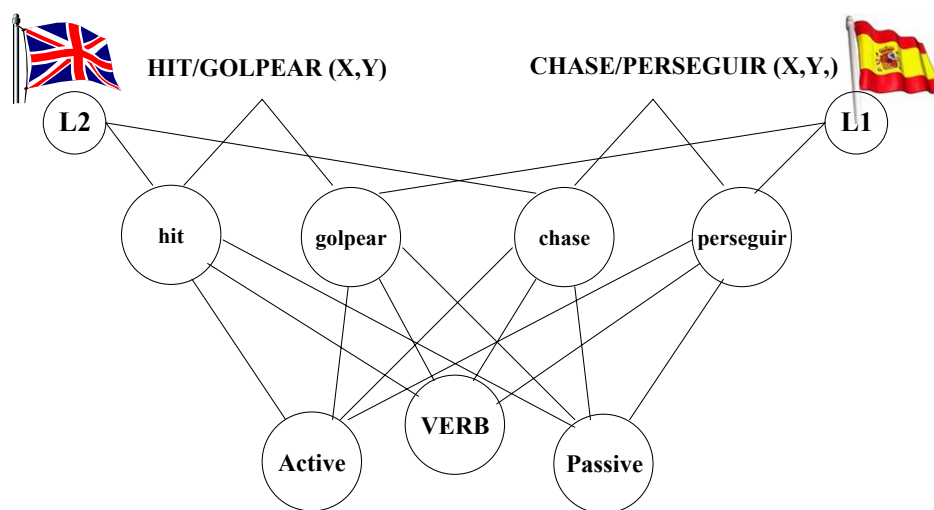 HIT/GOLPEAR (X,Y)
CHASE/PERSEGUIR (X,Y,)
L2
L1
hit
golpear
chase
perseguir
VERB
Active
Passive